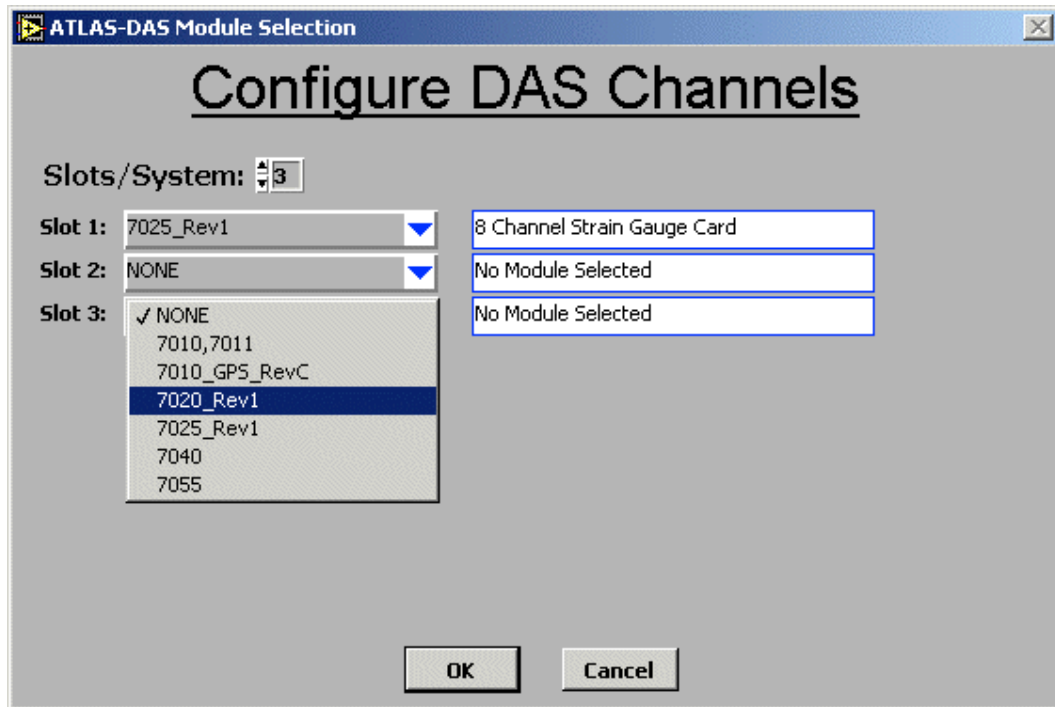 ATLAS-DAS Module Selection
Configure DAS Channels
Slots/System: 3
Slot 1: 7025_Rev1 8 Channel Strain Gauge Card
Slot 2: NONE No Module Selected
Slot 3: No Module Selected
✓ NONE
7010,7011
7010_GPS_RevC
7020_Rev1
7025_Rev1
7040
7055
OK Cancel